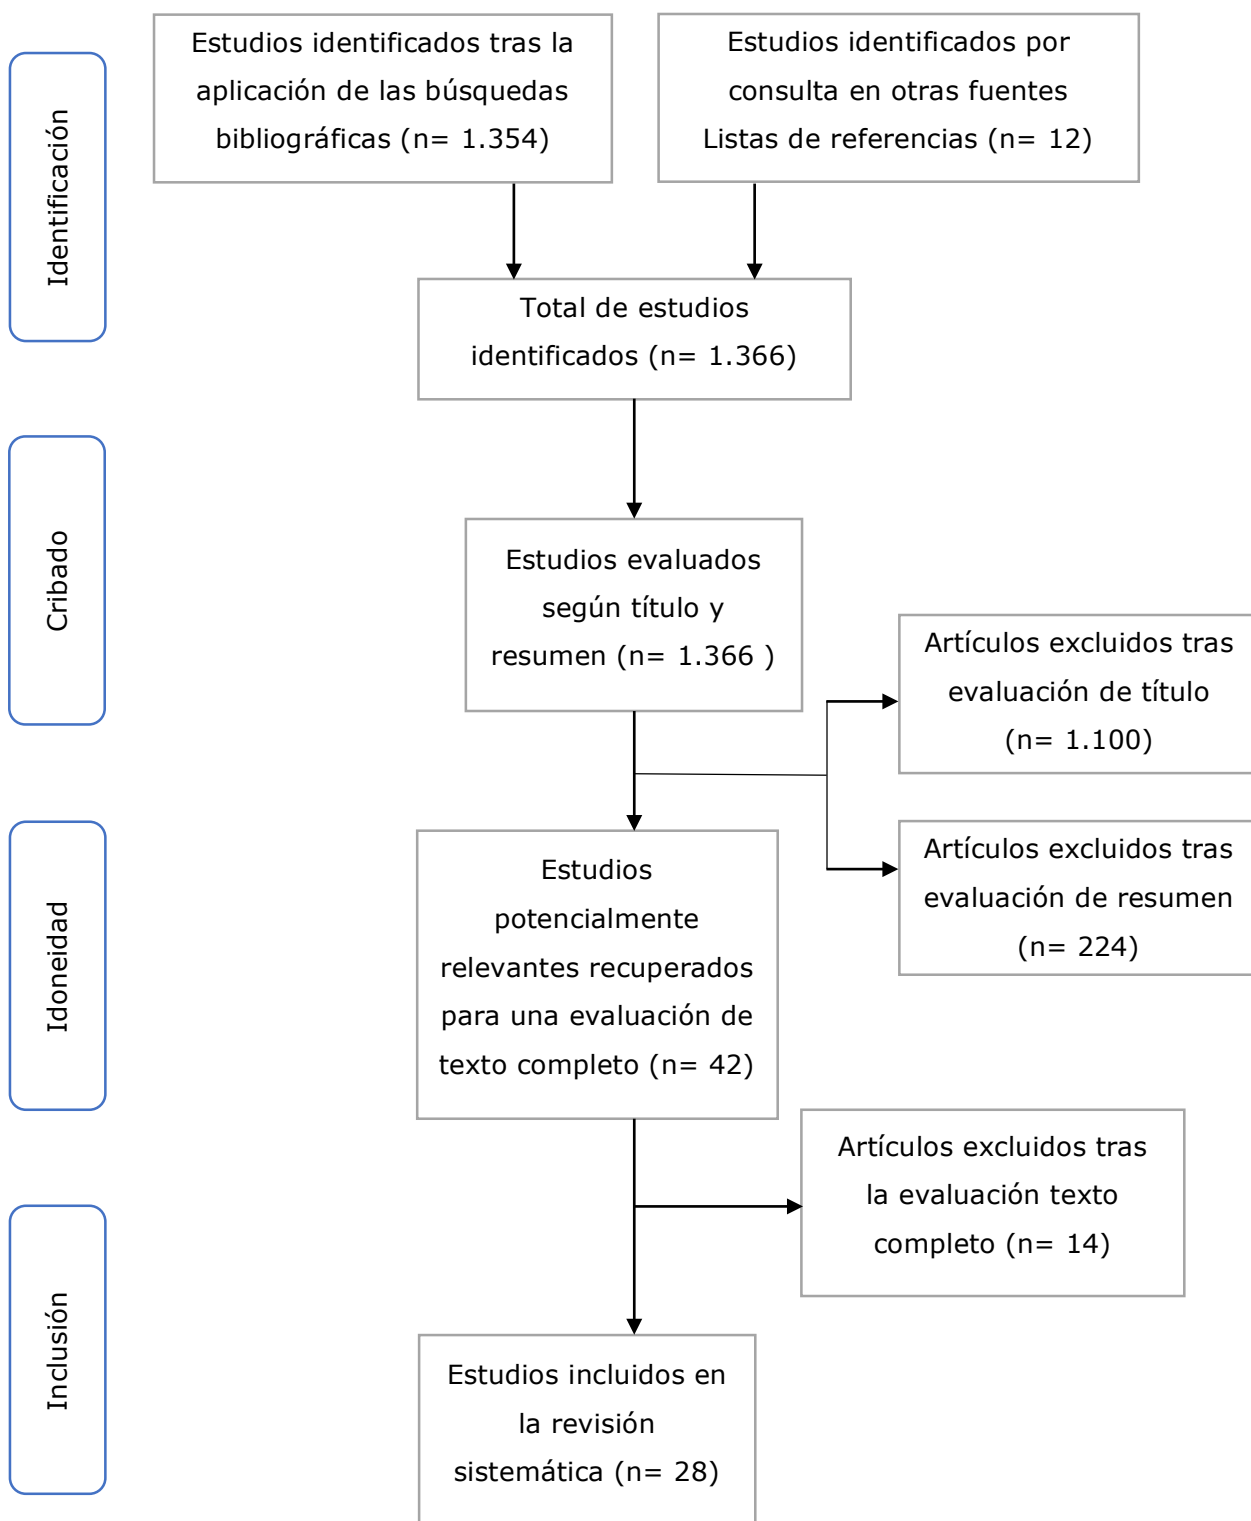 Identificación
Estudios identificados tras la
aplicación de las búsquedas
bibliográficas (n= 1.354)
Estudios identificados por
consulta en otras fuentes
Listas de referencias (n= 12)
Total de estudios
identificados (n= 1.366)
Cribado
Estudios evaluados
según título y
resumen (n= 1.366 )
Artículos excluidos tras
evaluación de título
(n= 1.100)
Artículos excluidos tras
evaluación de resumen
(n= 224)
Idoneidad
Estudios
potencialmente
relevantes recuperados
para una evaluación de
texto completo (n= 42)
Artículos excluidos tras
la evaluación texto
completo (n= 14)
Inclusión
Estudios incluidos en
la revisión
sistemática (n= 28)